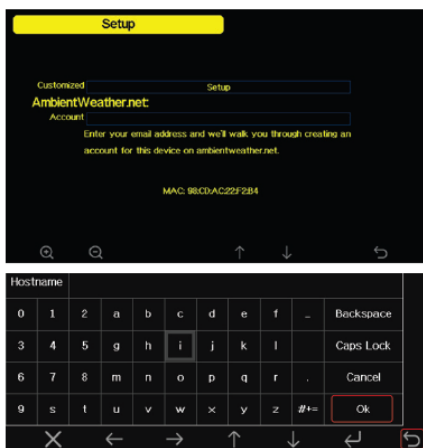 Setup
Customized Setup
AmbientWeather.net:
Account
Enter your email address and we'll walk you through creating an
account for this device on ambientweather.net.
MAC: 98:CD:AC:22:F2:B4
Hostname
0 1 2 a b c d e f _ Backspace
3 4 5 g h i j k l Caps Lock
6 7 8 m n o p q r . Cancel
9 s t u v w x y z #+= Ok